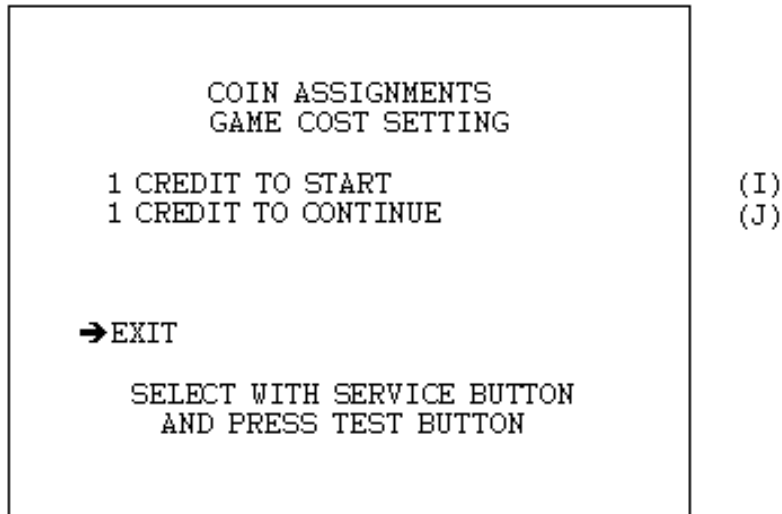 COIN ASSIGNMENTS
GAME COST SETTING
1 CREDIT TO START (I)
1 CREDIT TO CONTINUE (J)
➔EXIT
SELECT WITH SERVICE BUTTON
AND PRESS TEST BUTTON